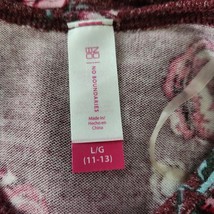 NO BOUNDARIES
Made in/
Hecho en
China
L/G
(11-13)